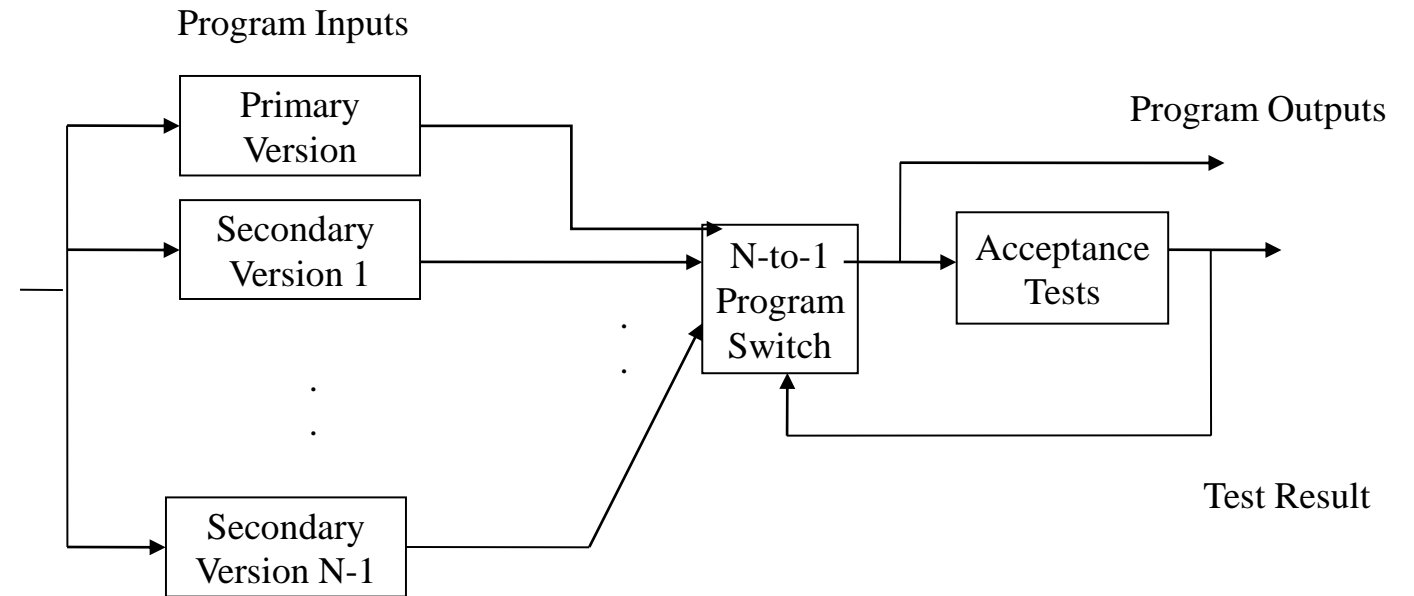 Program Inputs
Primary
Version
Program Outputs
Secondary
Version 1
N-to-1
Program
Switch
Acceptance
Tests
.
.
.
.
Test Result
Secondary
Version N-1